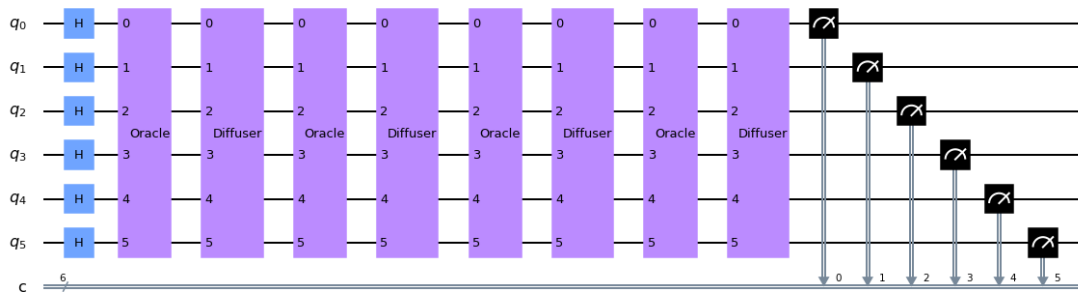 q0 H 0 0 0 0 0 0 0 0
q1 H 1 1 1 1 1 1 1 1
q2 H 2 2 2 2 2 2 2 2
Oracle Diffuser Oracle Diffuser Oracle Diffuser Oracle Diffuser
q3 H 3 3 3 3 3 3 3 3
q4 H 4 4 4 4 4 4 4 4
q5 H 5 5 5 5 5 5 5 5
6 0 1 2 3 4 5
c